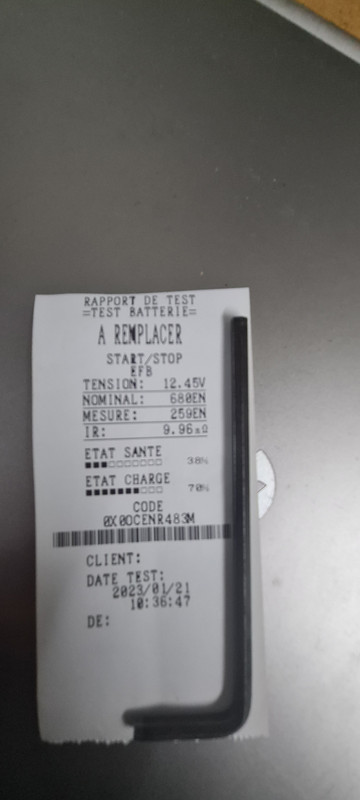 RAPPORT DE TEST
=TEST BATTERIE=
A REMPLACER
START/STOP
EFB
TENSION: 12.45V
NOMINAL: 680EN
MESURE: 259EN
IR: 9.96mΩ
ETAT SANTE
38%
ETAT CHARGE
70%
CODE
0X0DCENR483M
CLIENT:
DATE TEST:
2023/01/21
10:36:47
DE: